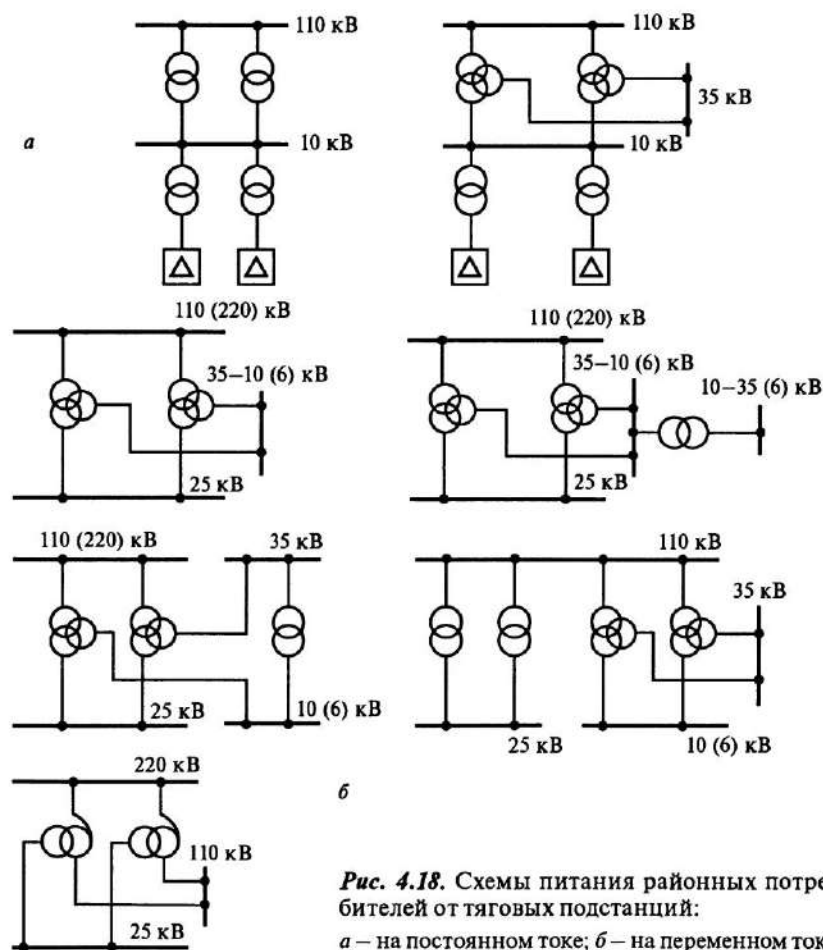 110 кВ
110 кВ
35 кВ
а
10 кВ
10 кВ
110 (220) кВ
110 (220) кВ
35–10 (6) кВ
35–10 (6) кВ
10–35 (6) кВ
25 кВ
25 кВ
110 (220) кВ
35 кВ
110 кВ
35 кВ
25 кВ
10 (6) кВ
25 кВ
10 (6) кВ
220 кВ
б
110 кВ
25 кВ
Рис. 4.18. Схемы питания районных потре
бителей от тяговых подстанций:
а – на постоянном токе; б – на переменном ток